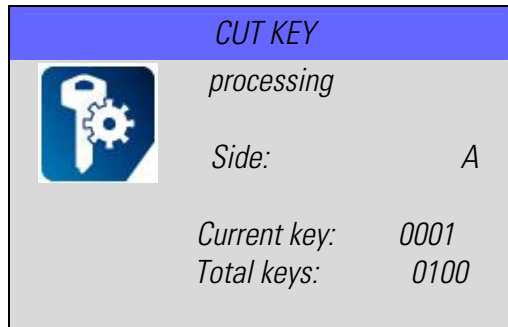 CUT KEY
processing
Side: A
Current key: 0001
Total keys: 0100